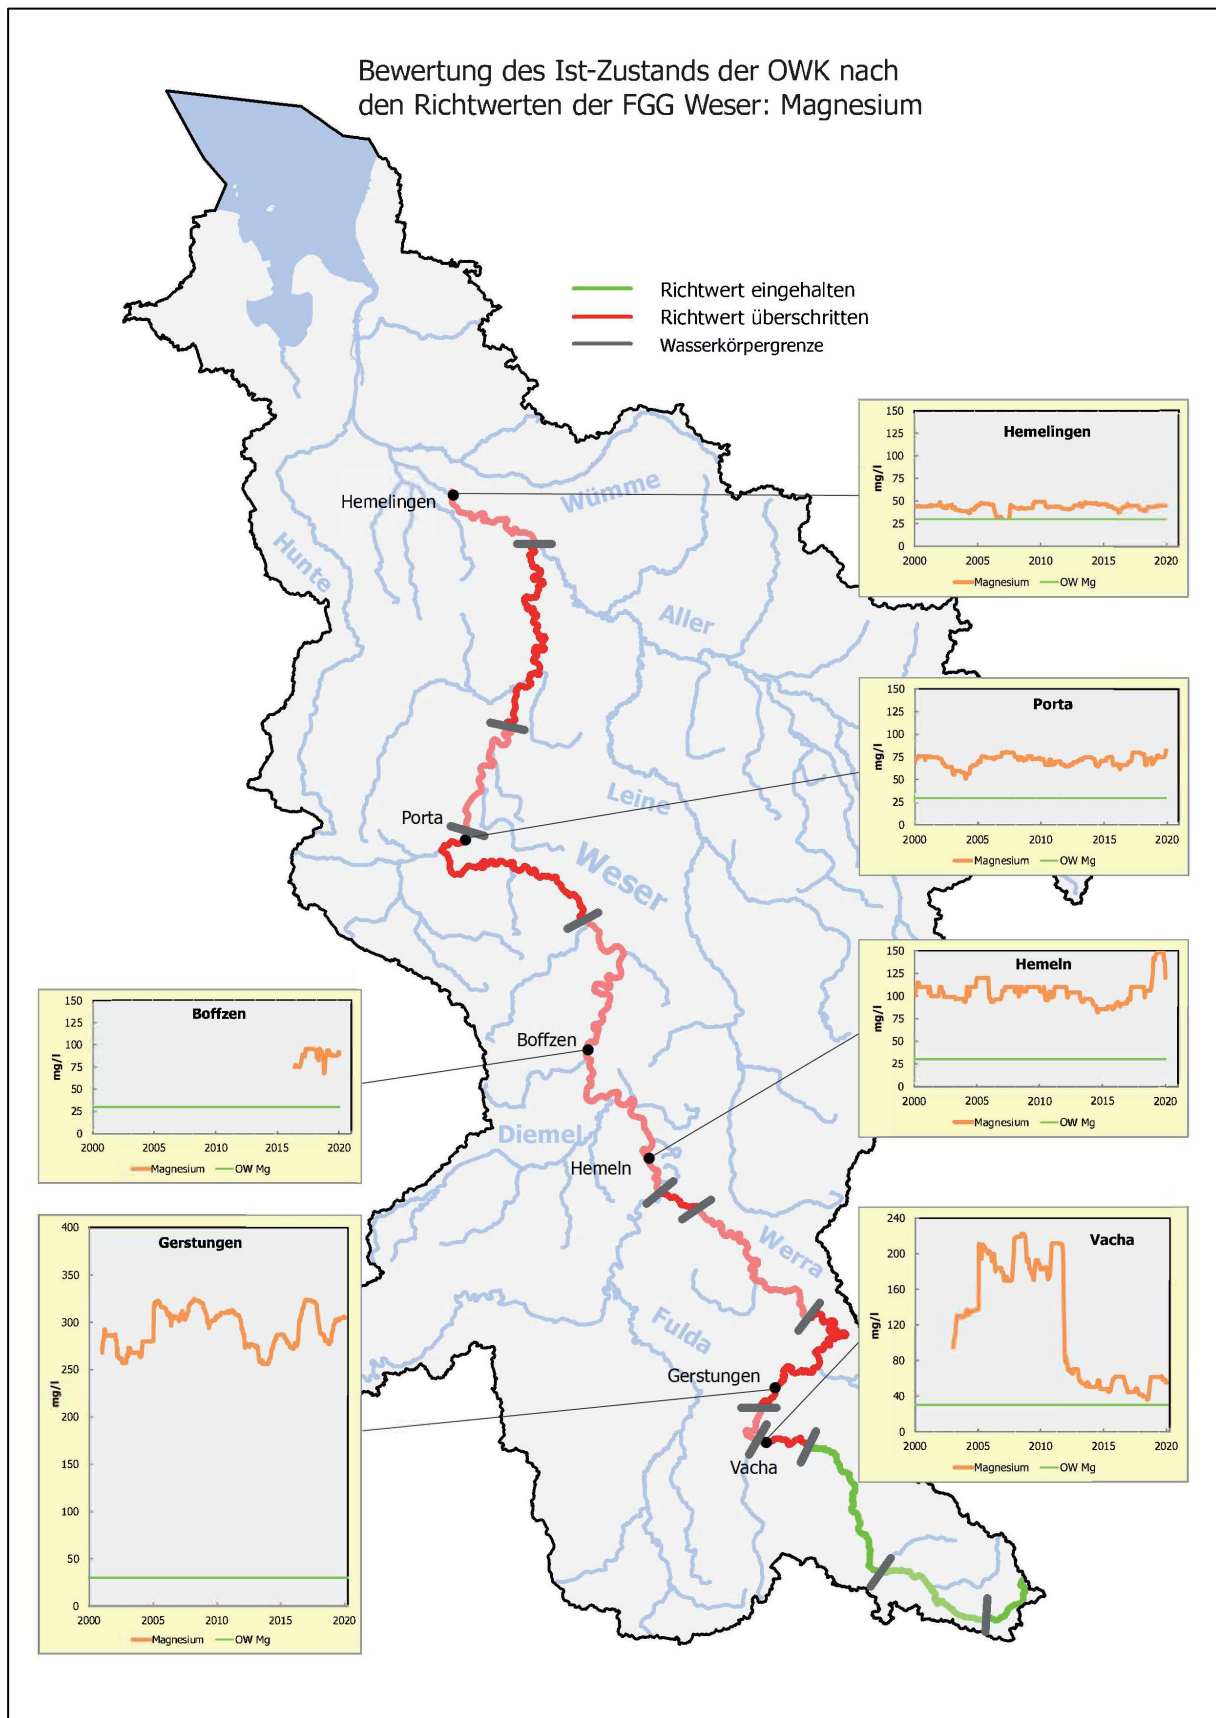 Bewertung des Ist-Zustands der OWK nach
den Richtwerten der FGG Weser: Magnesium
Richtwert eingehalten
Richtwert überschritten
Wasserkörpergrenze
Hemelingen
mg/l
150
125
100
75
50
25
0
2000 2005 2010 2015 2020
Magnesium OW Mg
Hemelingen
Wümme
Hunte
Aller
Porta
mg/l
150
125
100
75
50
25
0
2000 2005 2010 2015 2020
Magnesium OW Mg
Leine
Porta
Weser
Hemeln
mg/l
150
125
100
75
50
25
0
2000 2005 2010 2015 2020
Magnesium OW Mg
Boffzen
mg/l
150
125
100
75
50
25
0
2000 2005 2010 2015 2020
Magnesium OW Mg
Boffzen
Diemel
Hemeln
Werra
Fulda
Gerstungen
Vacha
Gerstungen
mg/l
400
350
300
250
200
150
100
50
0
2000 2005 2010 2015 2020
Magnesium OW Mg
Vacha
mg/l
240
200
160
120
80
40
0
2000 2005 2010 2015 2020
Magnesium OW Mg